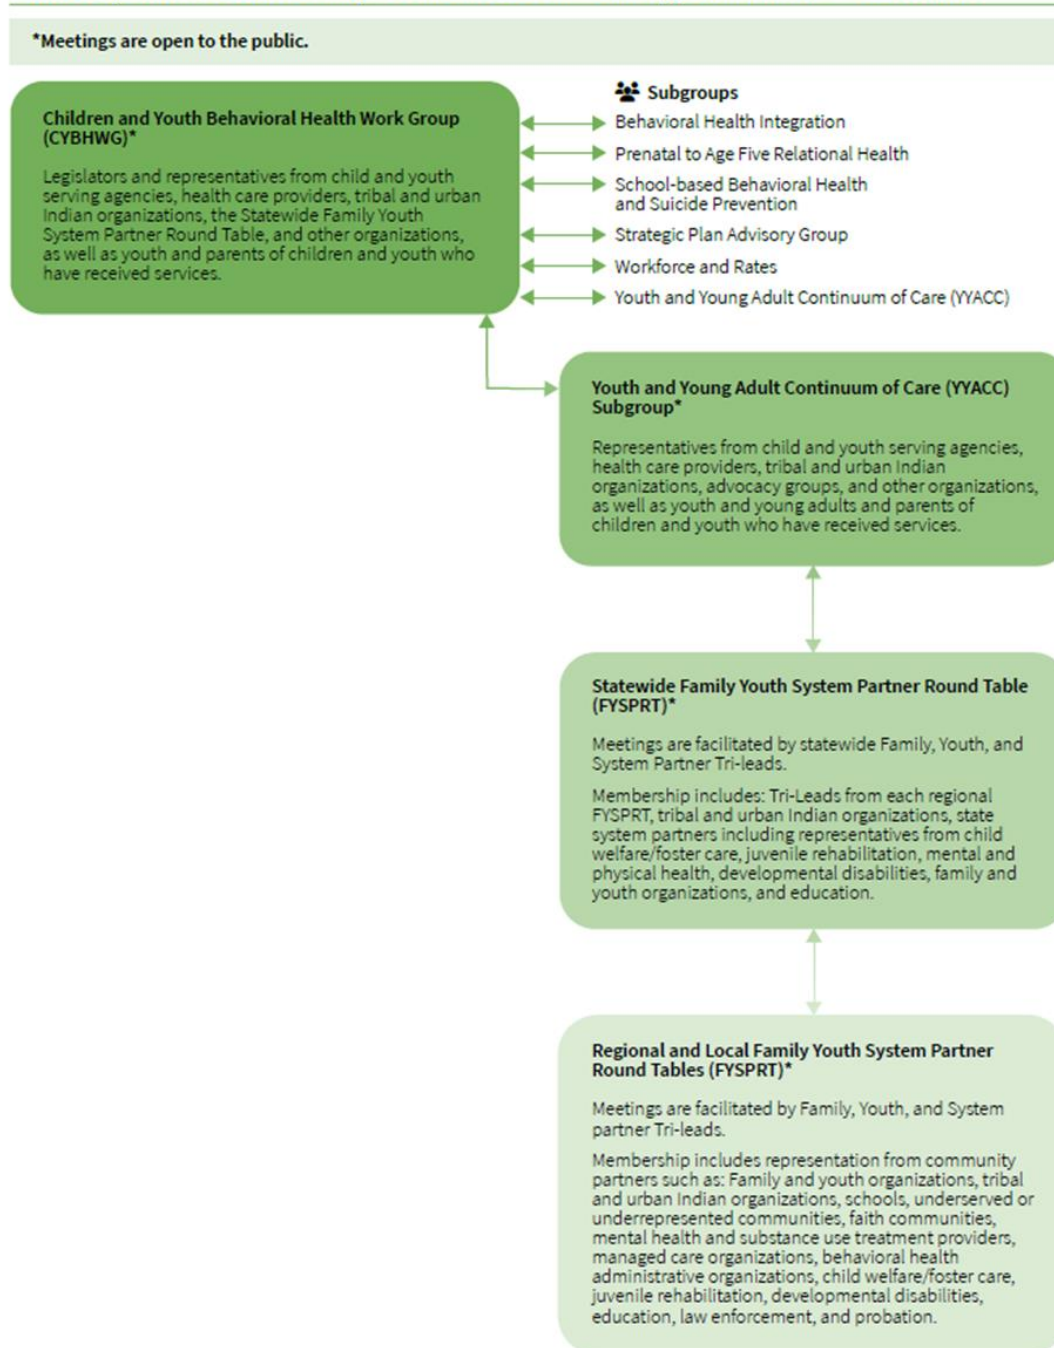 *Meetings are open to the public.
Children and Youth Behavioral Health Work Group
(CYBHWG)*
Legislators and representatives from child and youth
serving agencies, health care providers, tribal and urban
Indian organizations, the Statewide Family Youth
System Partner Round Table, and other organizations,
as well as youth and parents of children and youth who
have received services.
Subgroups
Behavioral Health Integration
Prenatal to Age Five Relational Health
School-based Behavioral Health
and Suicide Prevention
Strategic Plan Advisory Group
Workforce and Rates
Youth and Young Adult Continuum of Care (YYACC)
Youth and Young Adult Continuum of Care (YYACC)
Subgroup*
Representatives from child and youth serving agencies,
health care providers, tribal and urban Indian
organizations, advocacy groups, and other organizations,
as well as youth and young adults and parents of
children and youth who have received services.
Statewide Family Youth System Partner Round Table
(FYSPRT)*
Meetings are facilitated by statewide Family, Youth, and
System Partner Tri-leads.
Membership includes: Tri-Leads from each regional
FYSPRT, tribal and urban Indian organizations, state
system partners including representatives from child
welfare/foster care, juvenile rehabilitation, mental and
physical health, developmental disabilities, family and
youth organizations, and education.
Regional and Local Family Youth System Partner
Round Tables (FYSPRT)*
Meetings are facilitated by Family, Youth, and System
partner Tri-leads.
Membership includes representation from community
partners such as: Family and youth organizations, tribal
and urban Indian organizations, schools, underserved or
underrepresented communities, faith communities,
mental health and substance use treatment providers,
managed care organizations, behavioral health
administrative organizations, child welfare/foster care,
juvenile rehabilitation, developmental disabilities,
education, law enforcement, and probation.